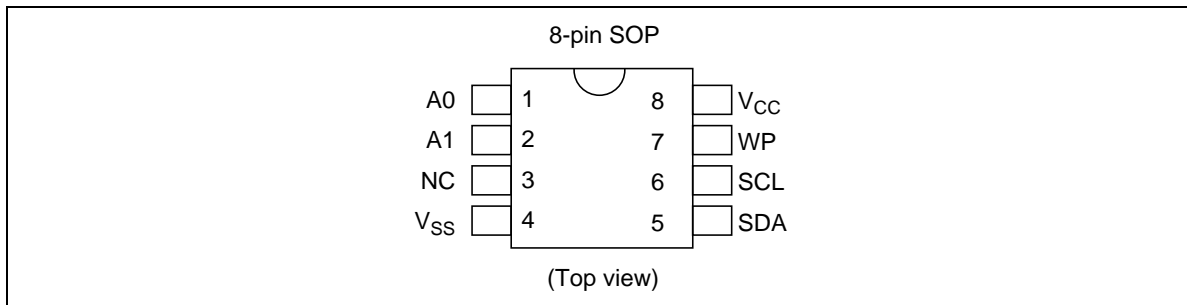 8-pin SOP
A0 1 8 VCC
A1 2 7 WP
NC 3 6 SCL
VSS 4 5 SDA
(Top view)